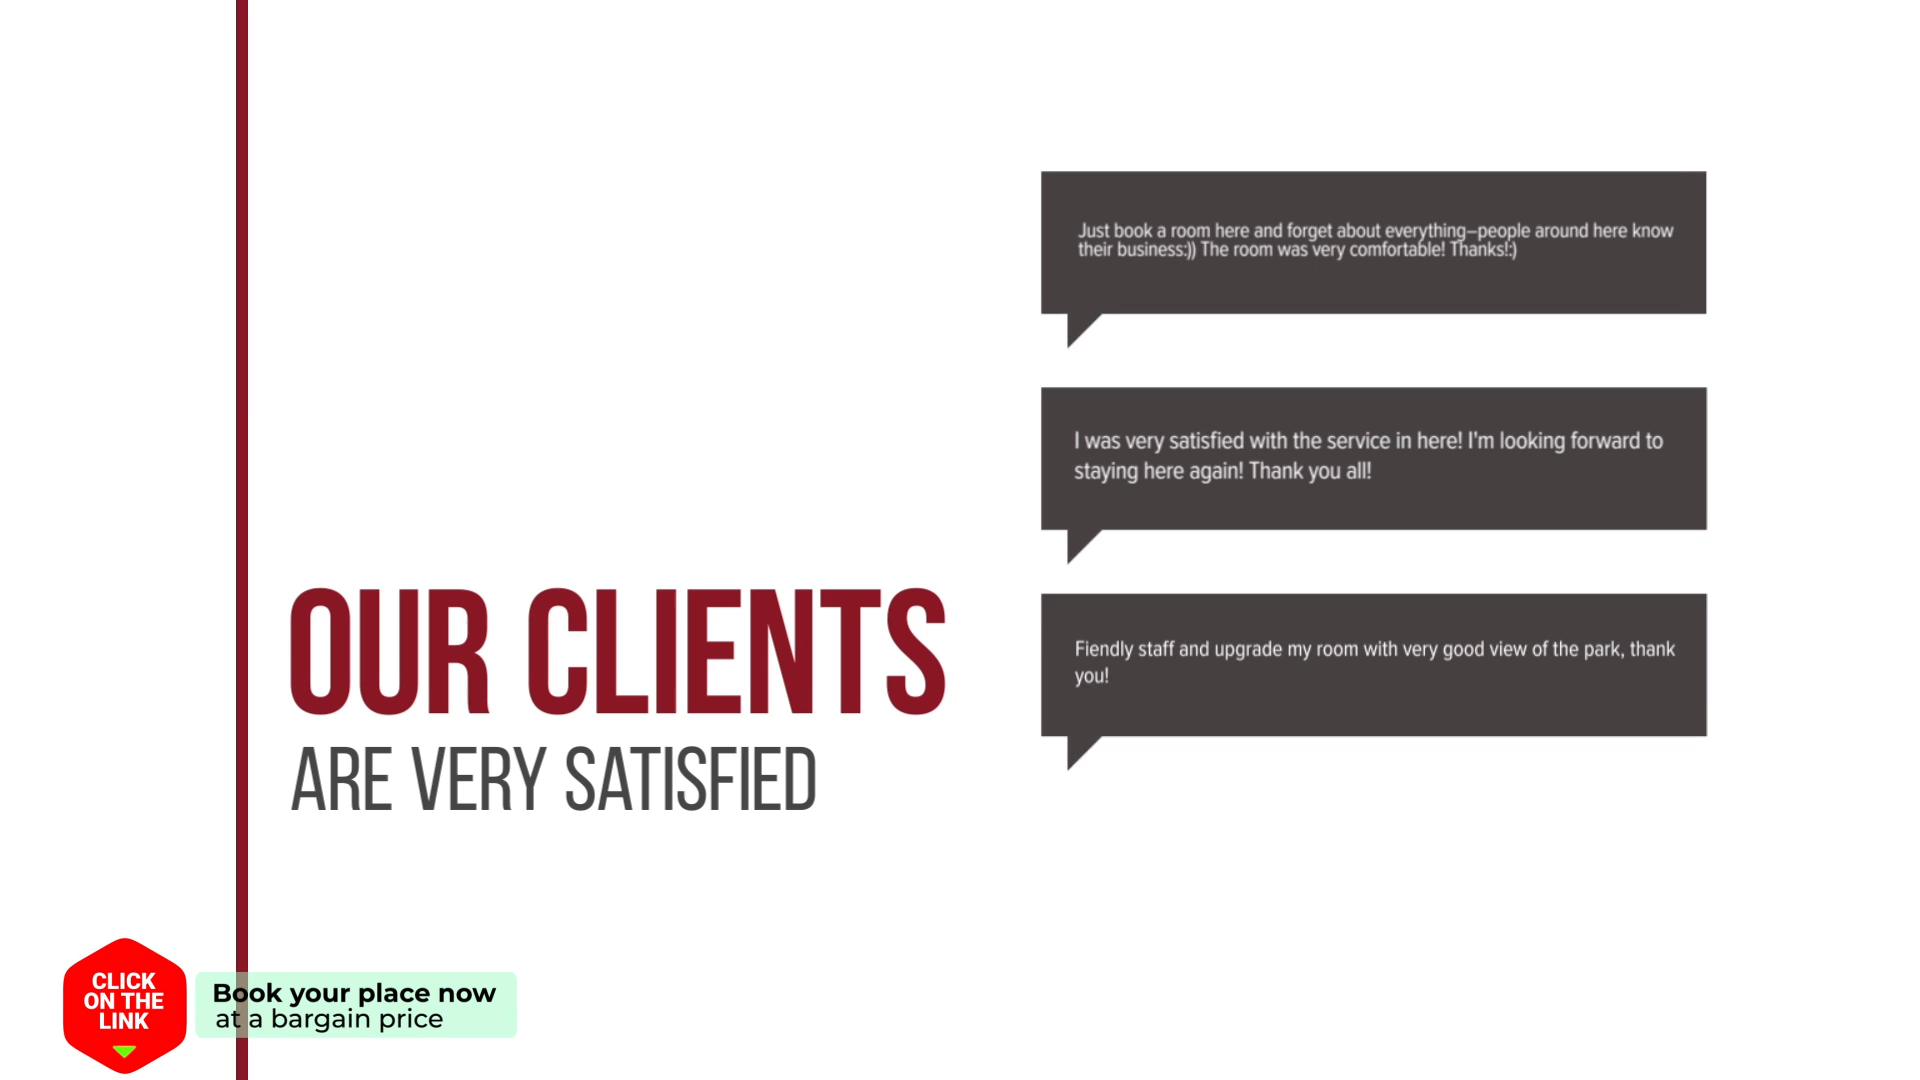 Just book a room here and forget about everything–people around here know
their business:)) The room was very comfortable! Thanks!:)
I was very satisfied with the service in here! I'm looking forward to
staying here again! Thank you all!
Fiendly staff and upgrade my room with very good view of the park, thank
you!
OUR CLIENTS
ARE VERY SATISFIED
CLICK
ON THE
LINK
Book your place now
at a bargain price